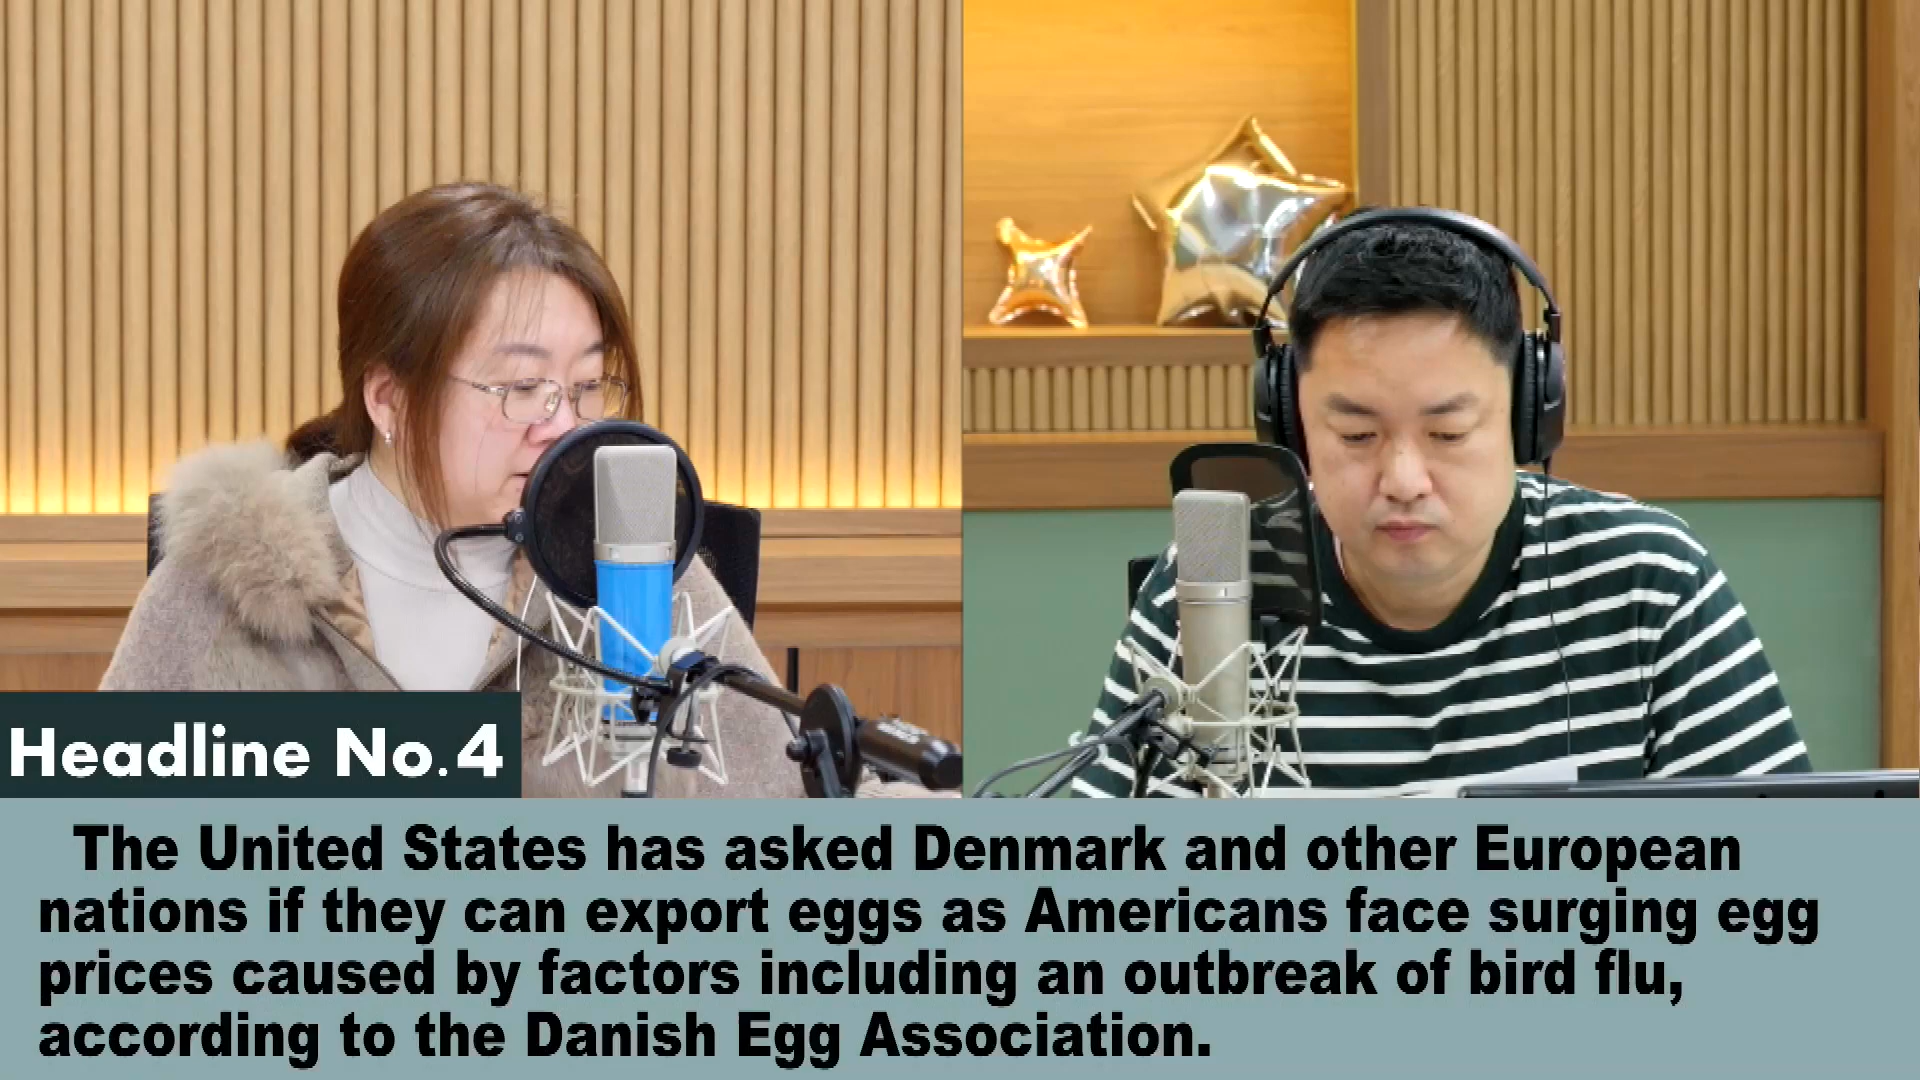 Headline No.4
The United States has asked Denmark and other European
nations if they can export eggs as Americans face surging egg
prices caused by factors including an outbreak of bird flu,
according to the Danish Egg Association.